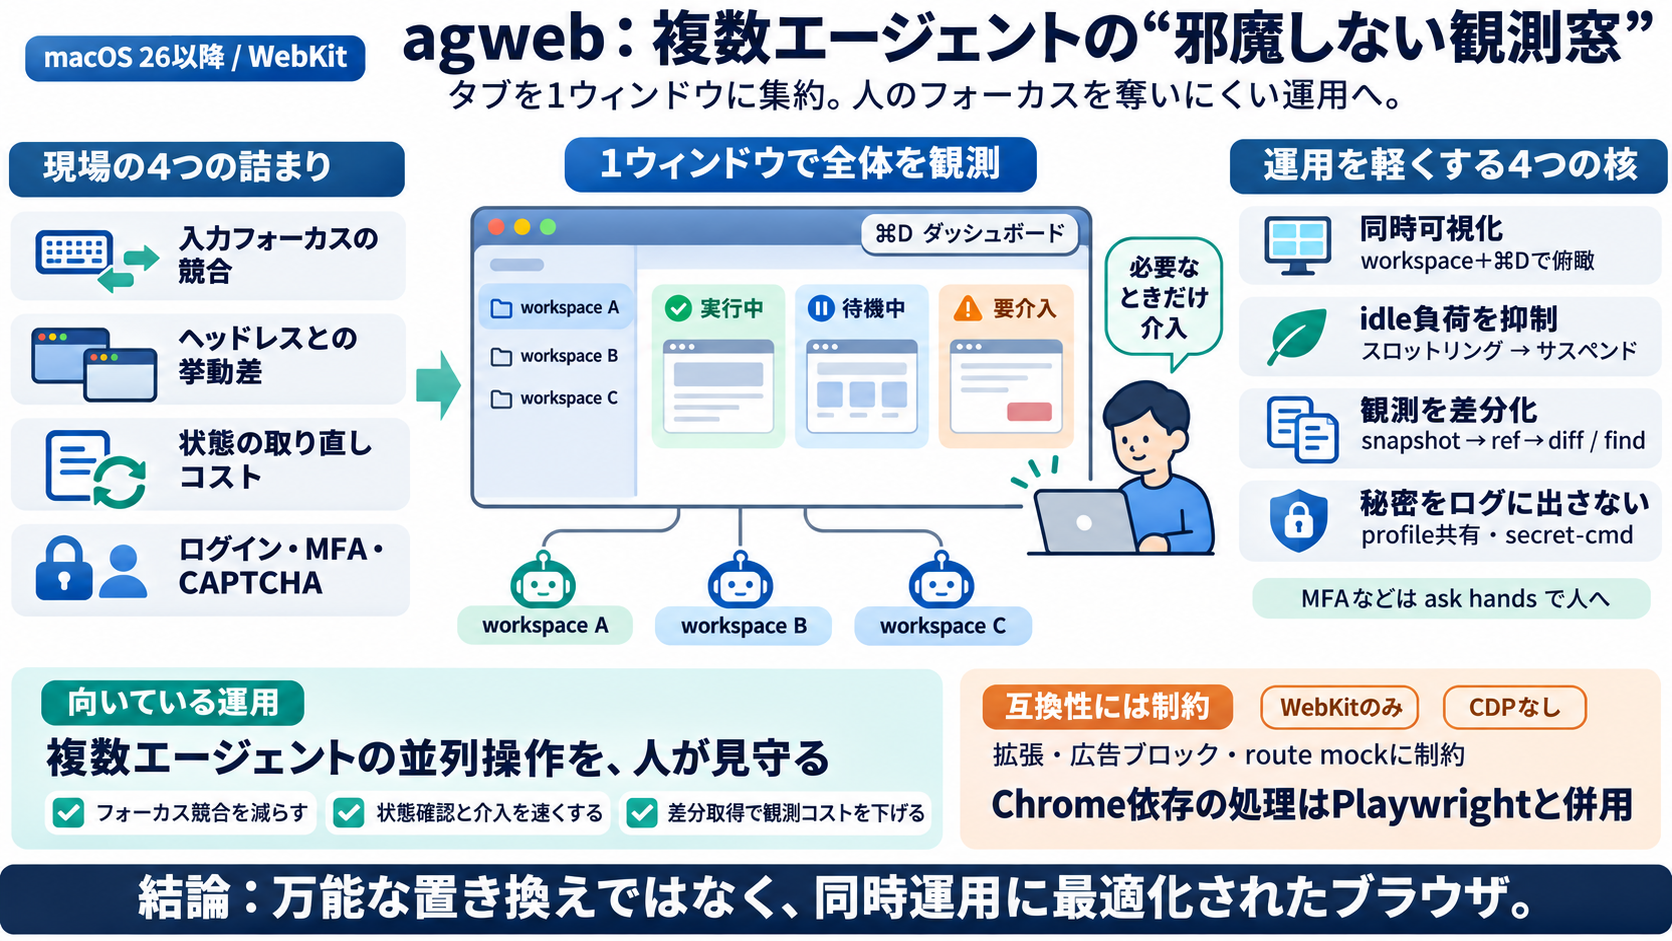 macOS 26以降 / WebKit
agweb：複数エージェントの“邪魔しない観測窓”
タブを1ウィンドウに集約。人のフォーカスを奪いにくい運用へ。
現場の4つの詰まり
入力フォーカスの
競合
ヘッドレスとの
挙動差
状態の取り直し
コスト
ログイン・MFA・
CAPTCHA
1ウィンドウで全体を観測
⌘D ダッシュボード
workspace A
workspace B
workspace C
実行中
待機中
要介入
必要な
ときだけ
介入
workspace A
workspace B
workspace C
運用を軽くする4つの核
同時可視化
workspace＋⌘Dで俯瞰
idle負荷を抑制
スロットリング → サスペンド
観測を差分化
snapshot → ref → diff / find
秘密をログに出さない
profile共有・secret-cmd
MFAなどは ask hands で人へ
向いている運用
複数エージェントの並列操作を、人が見守る
フォーカス競合を減らす
状態確認と介入を速くする
差分取得で観測コストを下げる
互換性には制約
WebKitのみ
CDPなし
拡張・広告ブロック・route mockに制約
Chrome依存の処理はPlaywrightと併用
結論：万能な置き換えではなく、同時運用に最適化されたブラウザ。